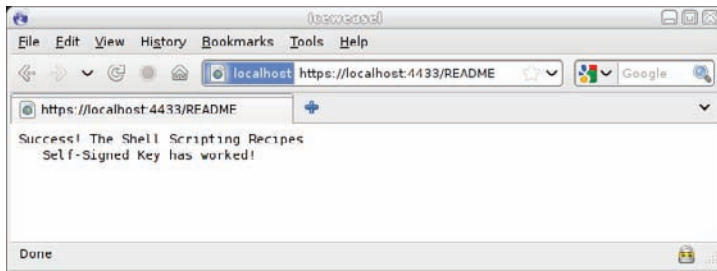 Iceweasel
File Edit View History Bookmarks Tools Help
localhost https://localhost:4433/README Google
https://localhost:4433/README
Success! The Shell Scripting Recipes
Self-Signed Key has worked!
Done